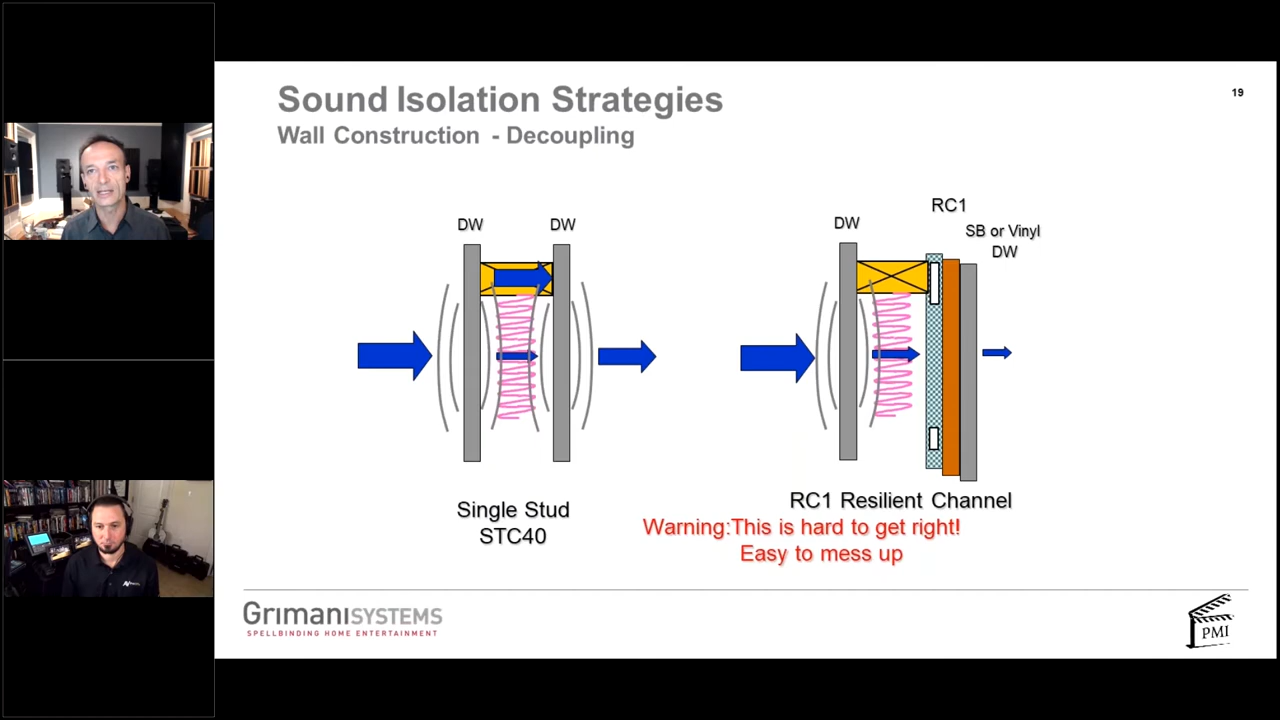 19
Sound Isolation Strategies
Wall Construction - Decoupling
DW
DW
DW
RC1
SB or Vinyl
DW
Single Stud
STC40
RC1 Resilient Channel
Warning:This is hard to get right!
Easy to mess up
GrimaniSYSTEMS
SPELLBINDING HOME ENTERTAINMENT
PMI